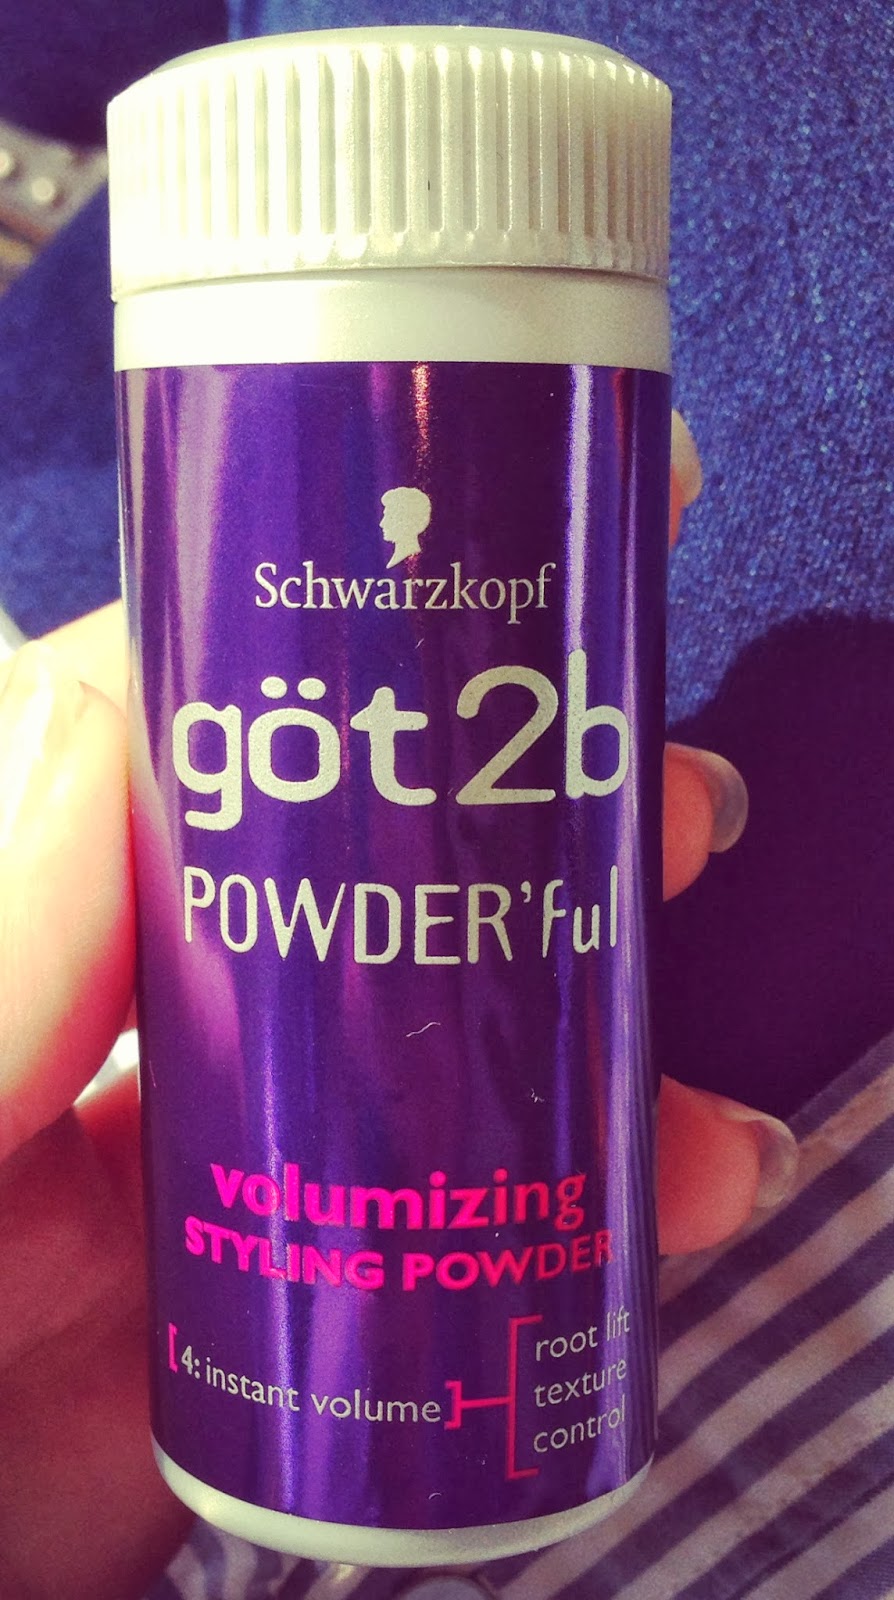 Schwarzkopf
göt2b
POWDER'ful
volumizing
STYLING POWDER
[4: instant volume]
root lift
texture
control